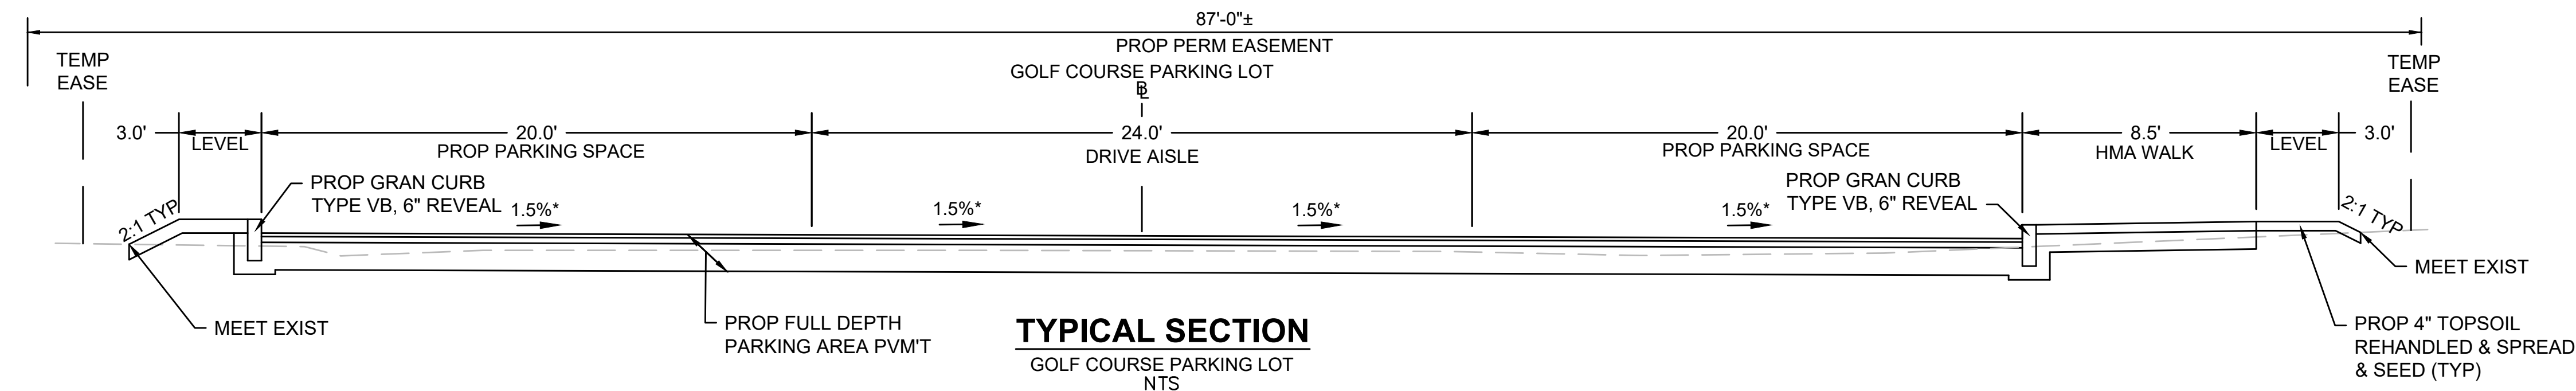 87'-0"±
PROP PERM EASEMENT
TEMP
EASE
GOLF COURSE PARKING LOT
BL
TEMP
EASE
3.0'
LEVEL
20.0'
PROP PARKING SPACE
24.0'
DRIVE AISLE
20.0'
PROP PARKING SPACE
8.5'
HMA WALK
LEVEL
3.0'
2:1 TYP
PROP GRAN CURB
TYPE VB, 6" REVEAL
1.5%*
1.5%*
1.5%*
1.5%*
PROP GRAN CURB
TYPE VB, 6" REVEAL
2:1 TYP
MEET EXIST
PROP FULL DEPTH
PARKING AREA PVM'T
MEET EXIST
PROP 4" TOPSOIL
REHANDLED & SPREAD
& SEED (TYP)
TYPICAL SECTION
GOLF COURSE PARKING LOT
NTS